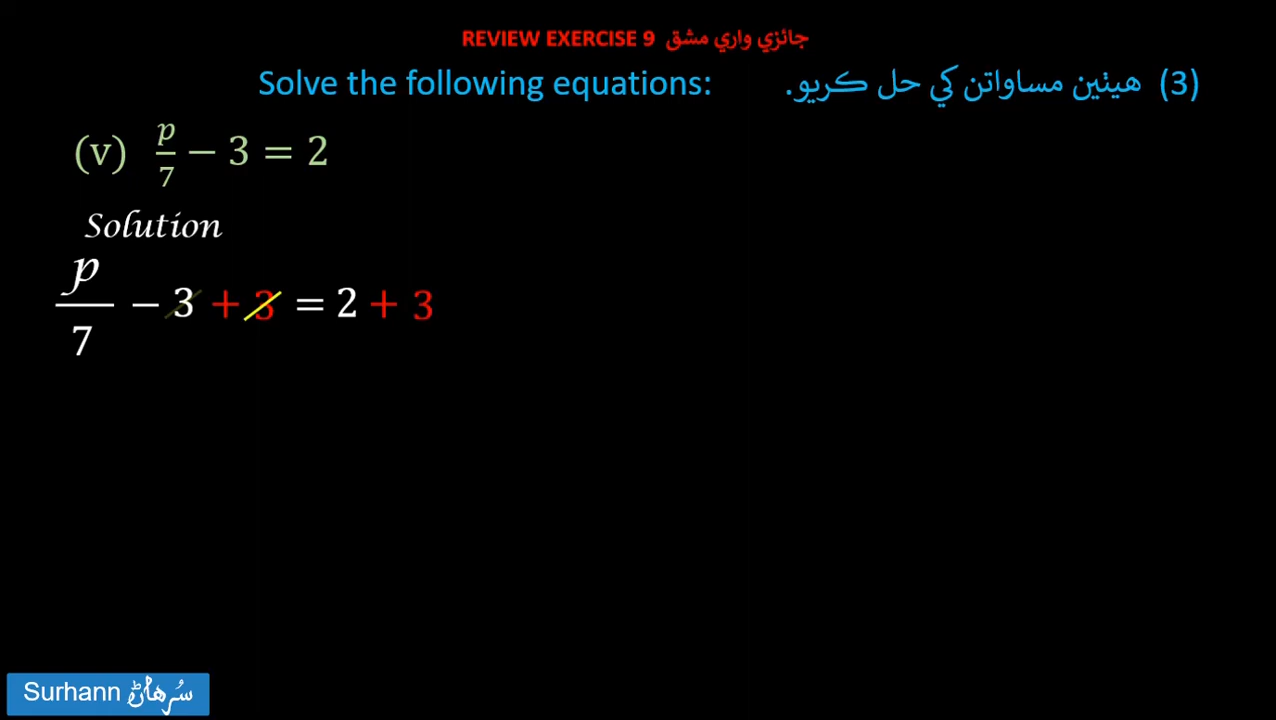 REVIEW EXERCISE 9 جائزي واري مشق
Solve the following equations: (3) هيٺين مساواتن کي حل ڪريو.
(v) p/7 − 3 = 2
Solution
p/7 − 3 + 3 = 2 + 3
Surhann سُرهاڻ